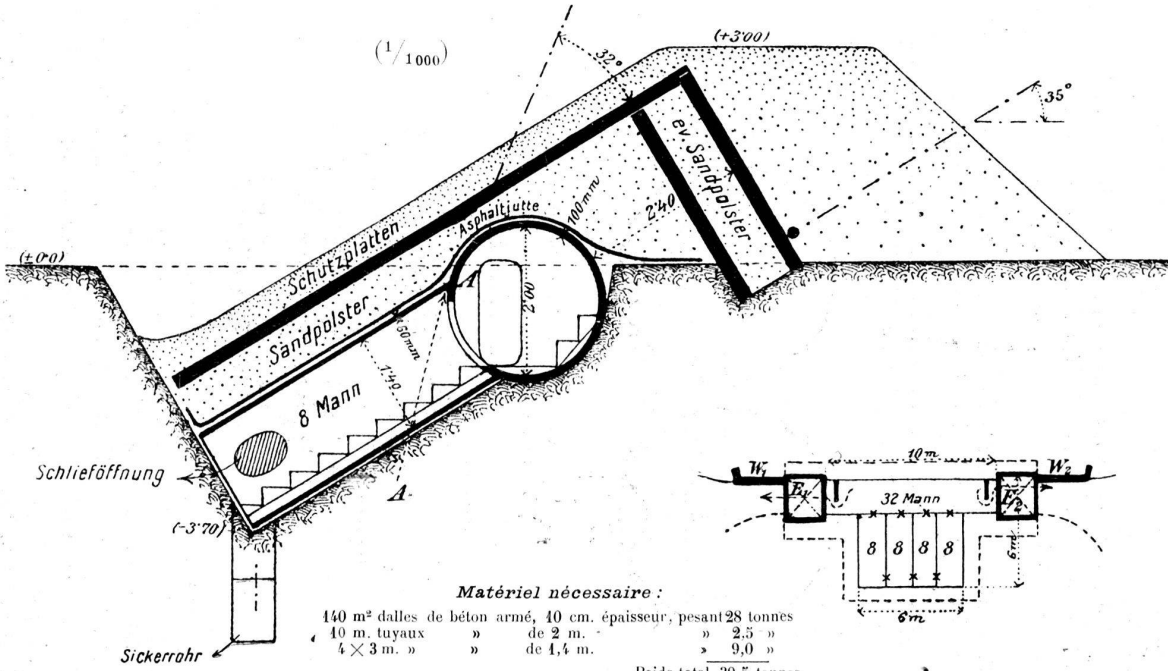 (1/1000)
(+3·00)
32°
35°
ev. Sandpolster
2·40
100mm
Asphaltjutte
(±0·0)
Schutzplatten
Sandpolster
60mm
A
2·00
1·40
8 Mann
Schlieföffnung
A
(-3·70)
Sickerrohr
10 m
W₁
W₂
E₁
32 Mann
E₂
8 8 8 8
6m
6m
Matériel nécessaire :
140 m² dalles de béton armé, 10 cm. épaisseur, pesant 28 tonnes
10 m. tuyaux » de 2 m. » 2,5 »
4 × 3 m. » » de 1,4 m. » 9,0 »